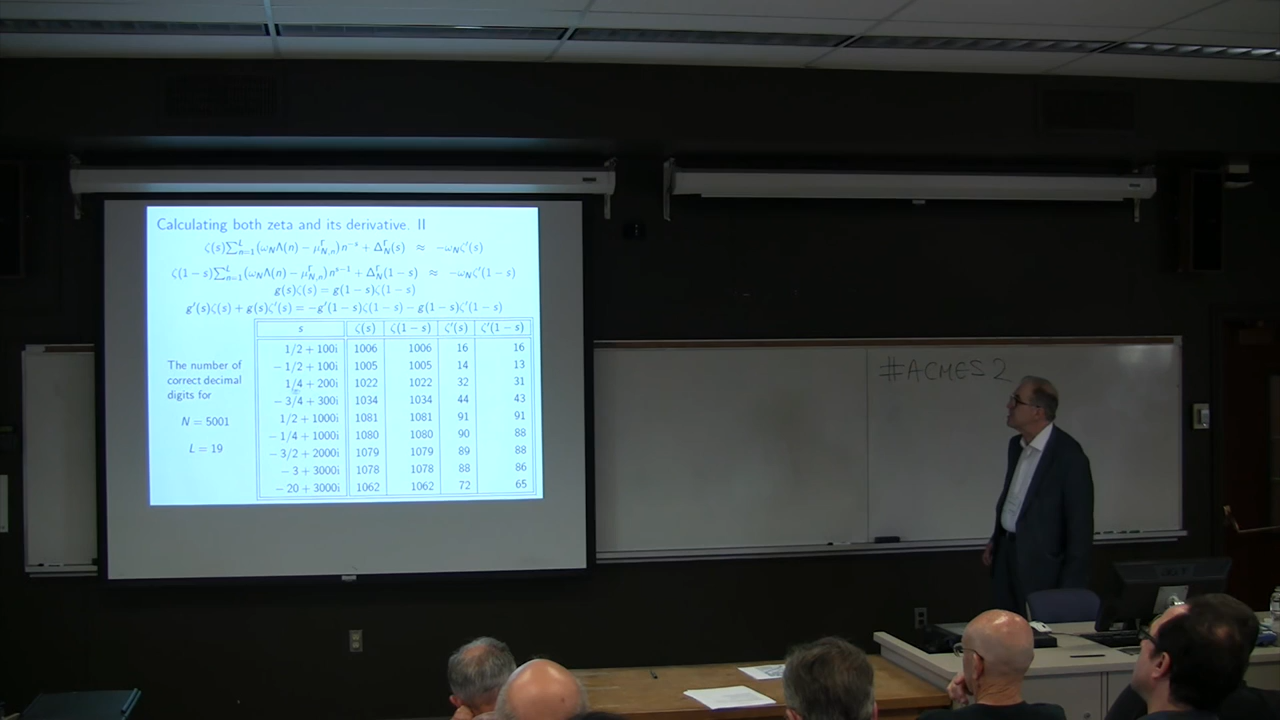 Calculating both zeta and its derivative. II
ζ(s)∑ₙ₌₁ᴸ(ω_NΛ(n) − μ^Γ_{N,n})n^{−s} + Δ^Γ_N(s) ≈ −ω_Nζ′(s)
ζ(1 − s)∑ₙ₌₁ᴸ(ω_NΛ(n) − μ^Γ_{N,n})n^{s−1} + Δ^Γ_N(1 − s) ≈ −ω_Nζ′(1 − s)
g(s)ζ(s) = g(1 − s)ζ(1 − s)
g′(s)ζ(s) + g(s)ζ′(s) = −g′(1 − s)ζ(1 − s) − g(1 − s)ζ′(1 − s)
The number of
correct decimal
digits for
N = 5001
L = 19
s ζ(s) ζ(1 − s) ζ′(s) ζ′(1 − s)
1/2 + 100i 1006 1006 16 16
− 1/2 + 100i 1005 1005 14 13
1/4 + 200i 1022 1022 32 31
− 3/4 + 300i 1034 1034 44 43
1/2 + 1000i 1081 1081 91 91
− 1/4 + 1000i 1080 1080 90 88
− 3/2 + 2000i 1079 1079 89 88
− 3 + 3000i 1078 1078 88 86
− 20 + 3000i 1062 1062 72 65
#ACMES 2